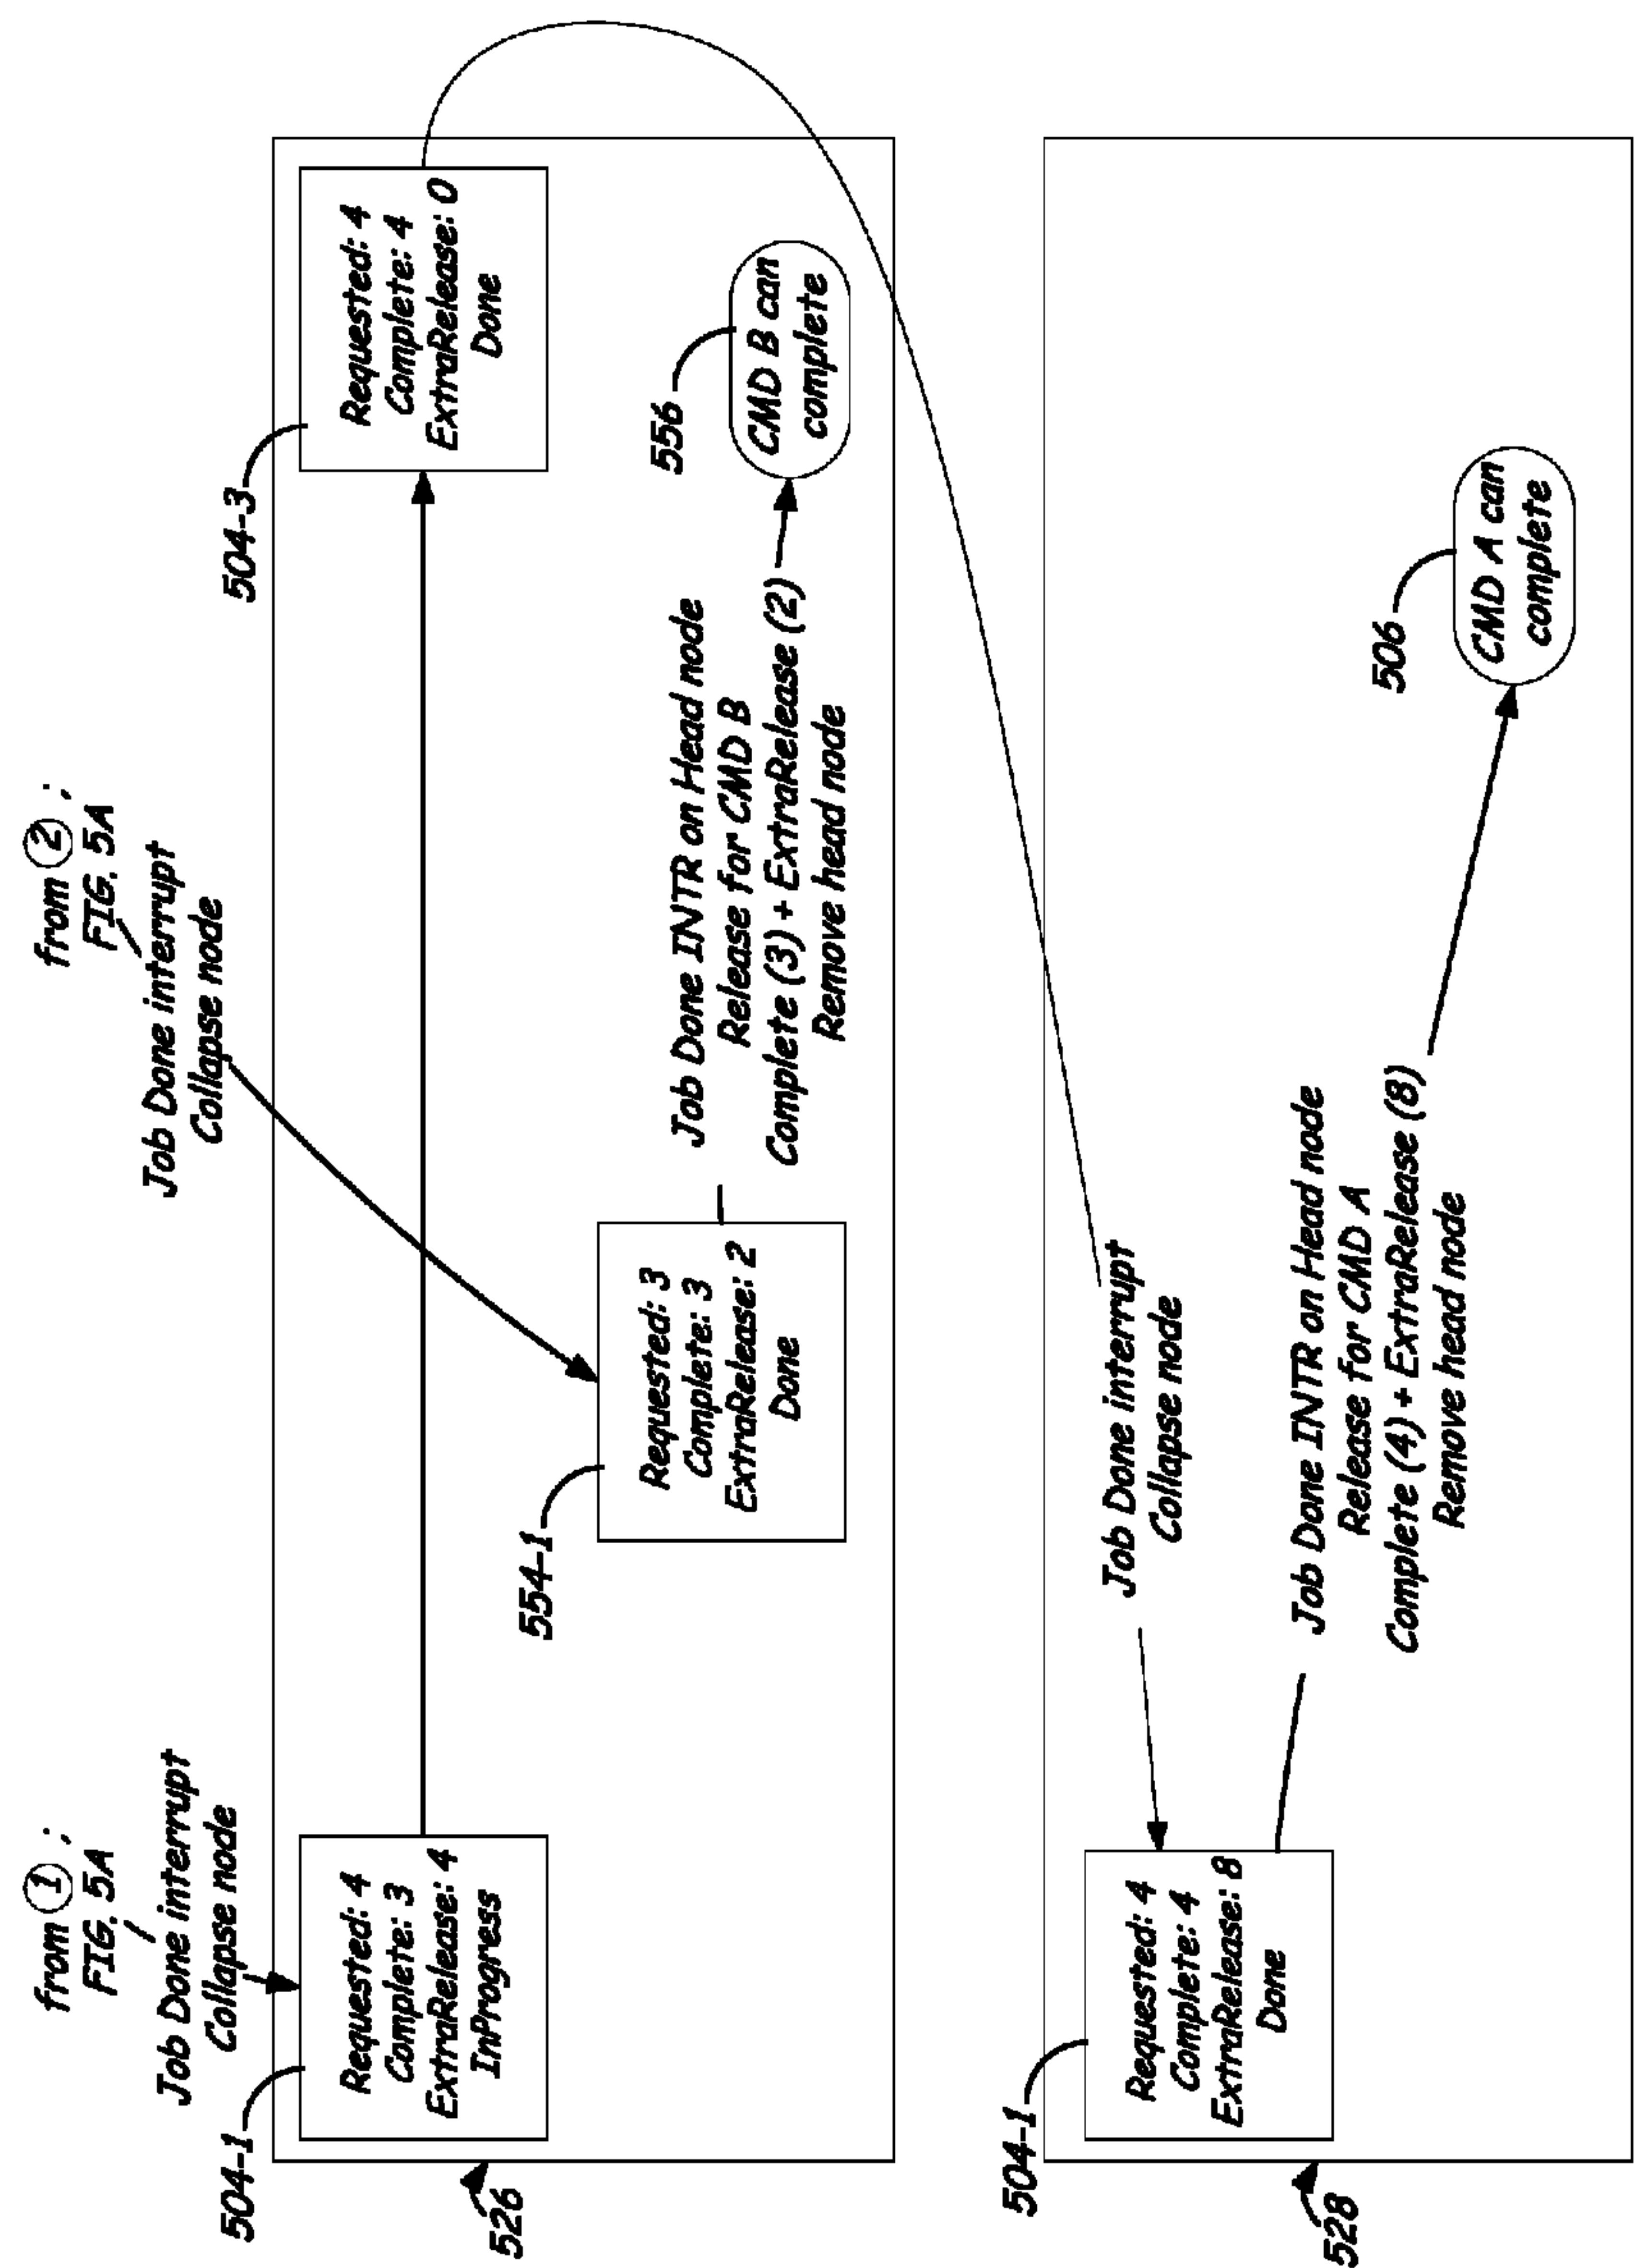 from 1 ;
FIG. 5A
Job Done interrupt
Collapse node
from 2 ;
FIG. 5A
Job Done interrupt
Collapse node
504-1
526
Requested: 4
Complete: 3
ExtraRelease: 4
InProgress
504-3
Requested: 4
Complete: 4
ExtraRelease: 0
Done
554-1
Requested: 3
Complete: 3
ExtraRelease: 2
Done
Job Done INTR on Head node
Release for CMD B
Complete (3) + ExtraRelease (2)
Remove head node
556
CMD B can
complete
Job Done interrupt
Collapse node
504-1
528
Requested: 4
Complete: 4
ExtraRelease: 8
Done
Job Done INTR on Head node
Release for CMD A
Complete (4) + ExtraRelease (8)
Remove head node
506
CMD A can
complete